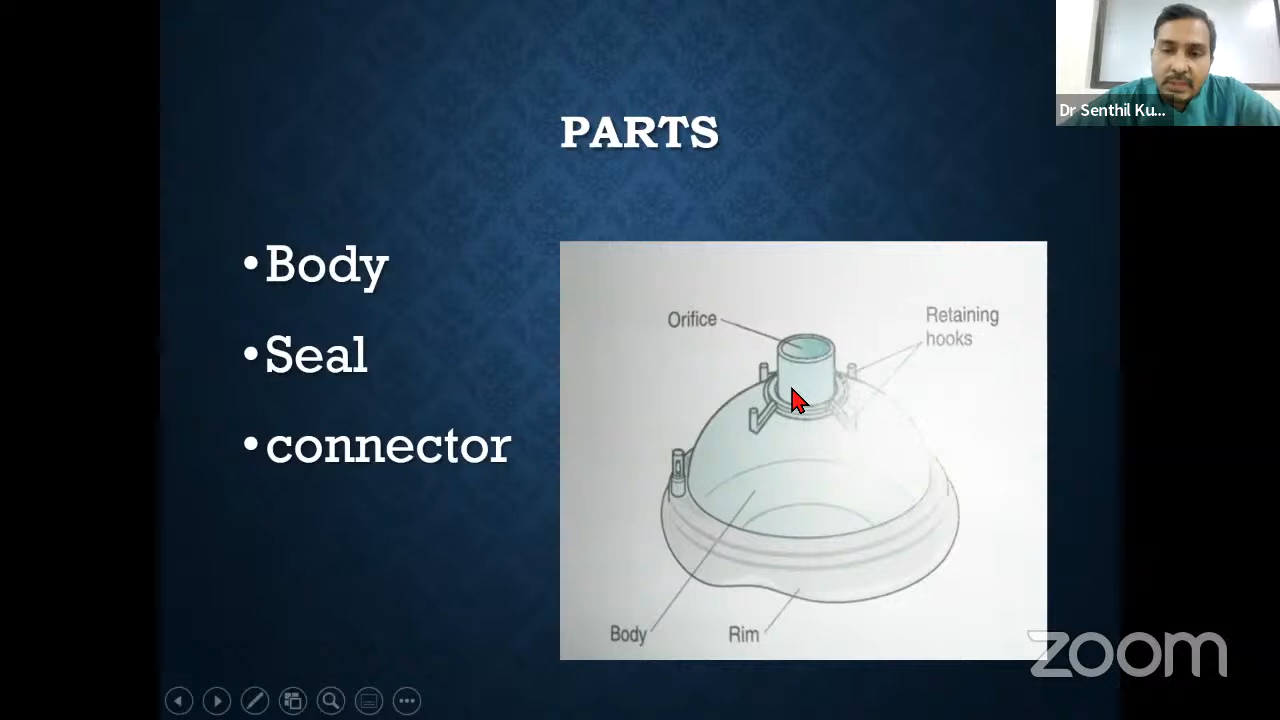 Dr Senthil Ku...
PARTS
•Body
•Seal
•connector
Orifice
Retaining
hooks
Body
Rim
zoom